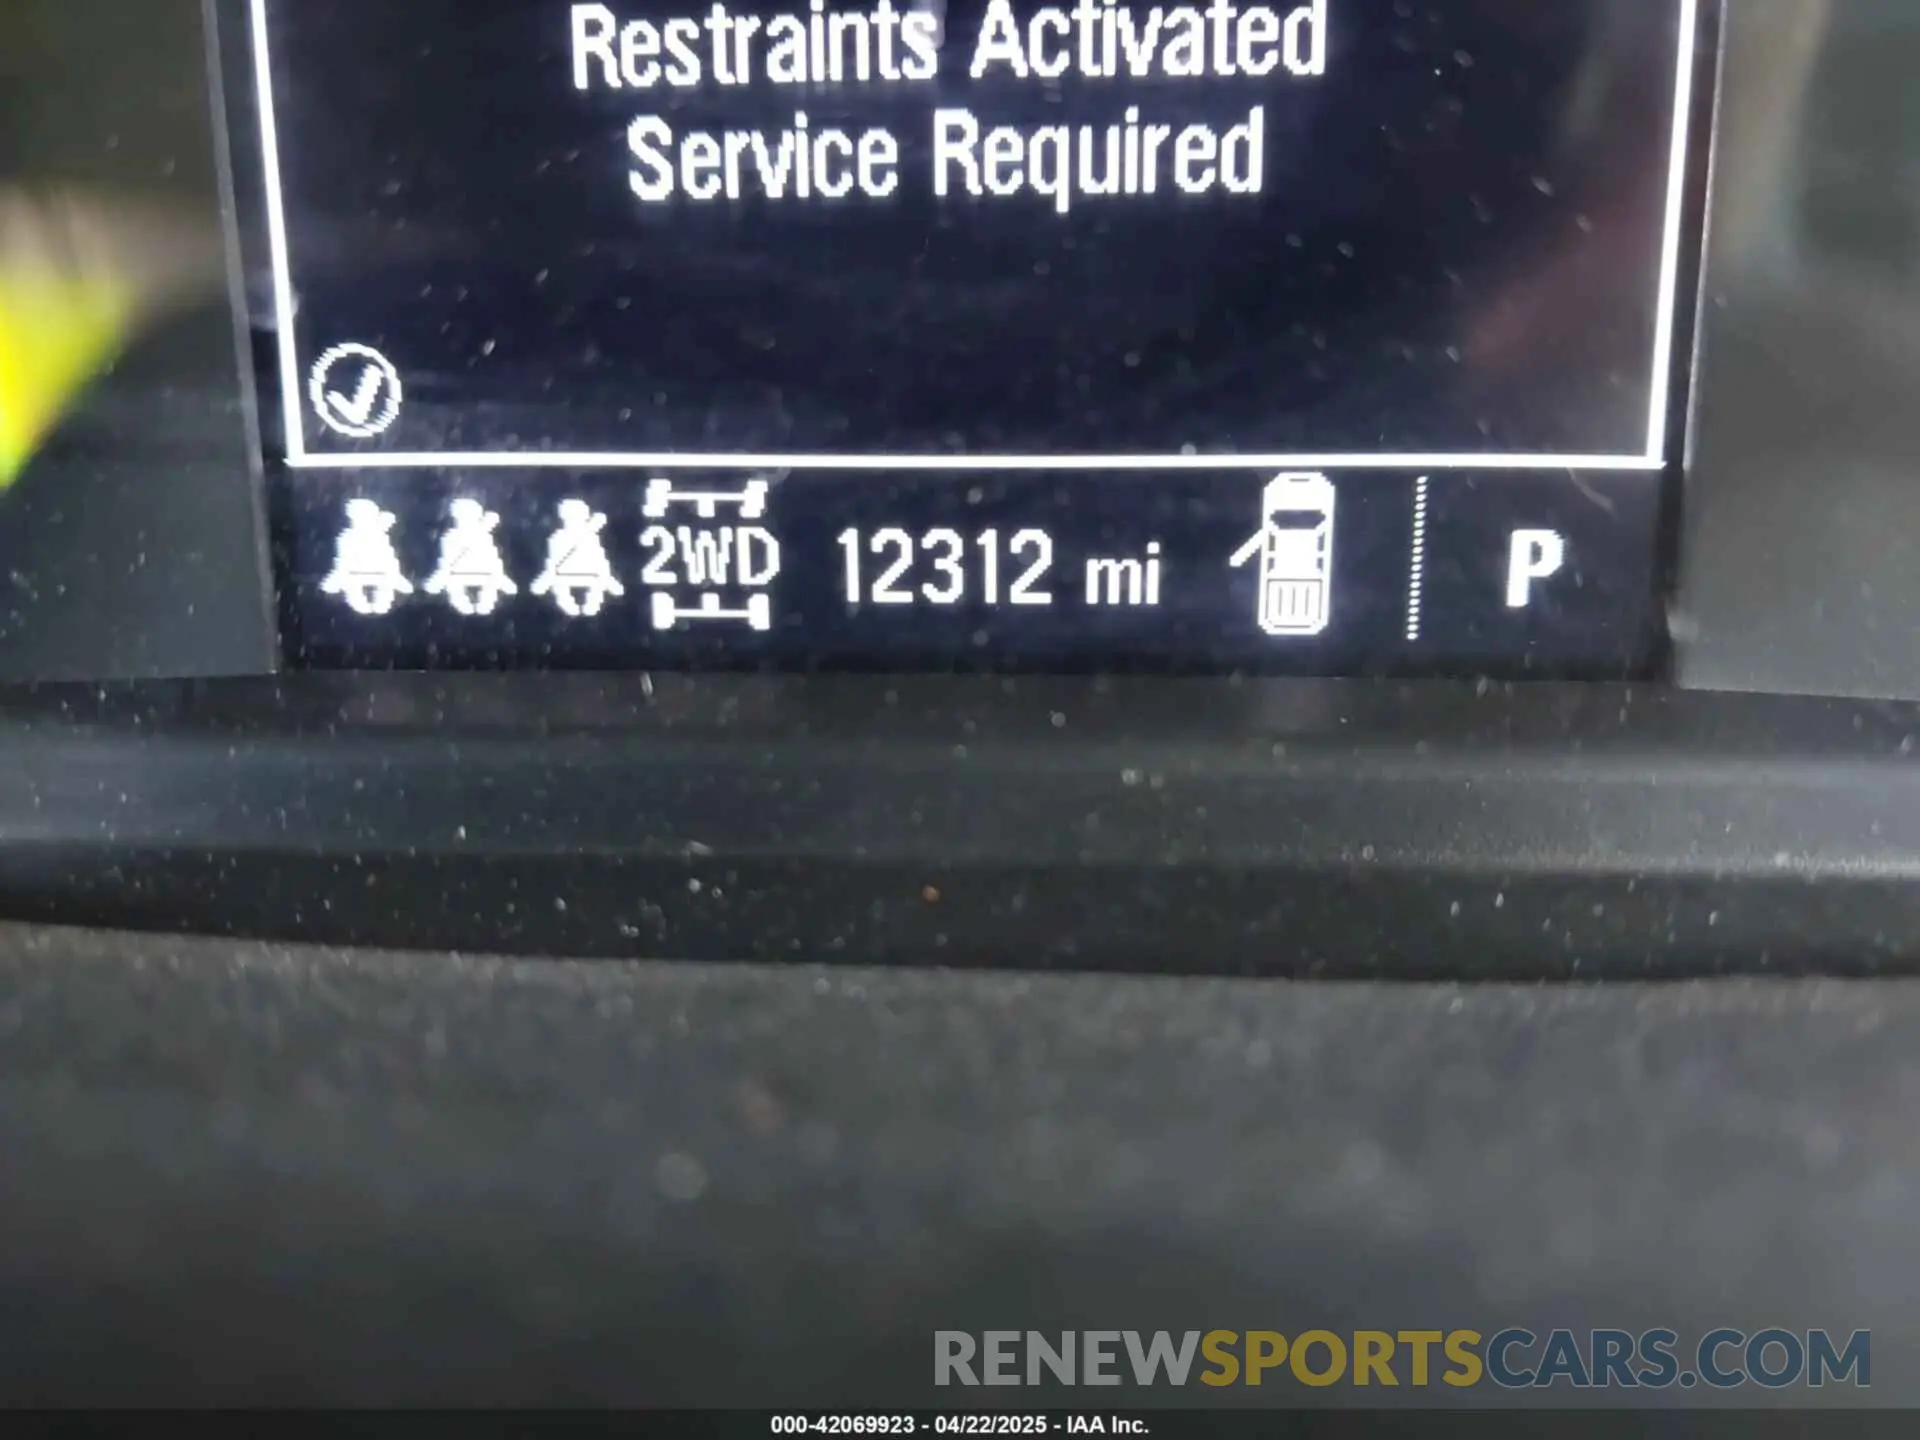 Restraints Activated
Service Required
2WD 12312 mi P
RENEWSPORTSCARS.COM
000-42069923 - 04/22/2025 - IAA Inc.